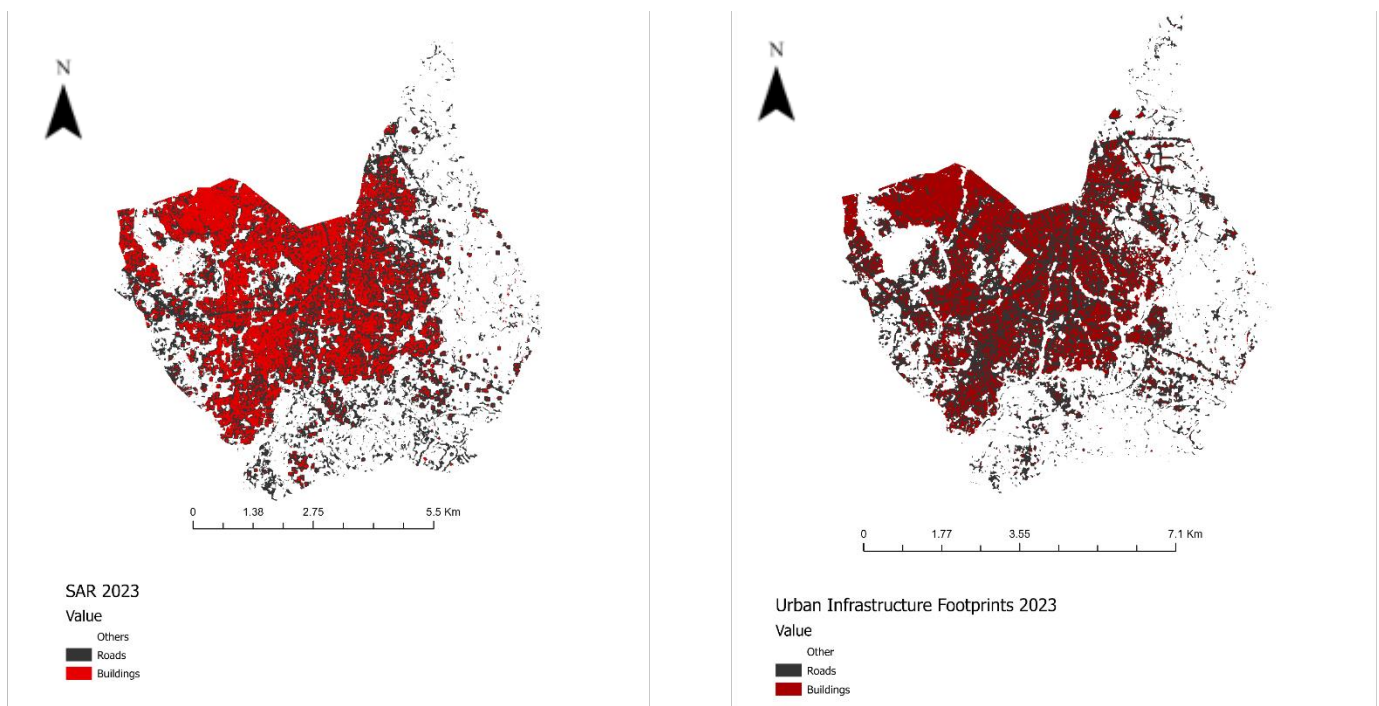 N
0 1.38 2.75 5.5 Km
SAR 2023
Value
Others
Roads
Buildings
N
0 1.77 3.55 7.1 Km
Urban Infrastructure Footprints 2023
Value
Other
Roads
Buildings